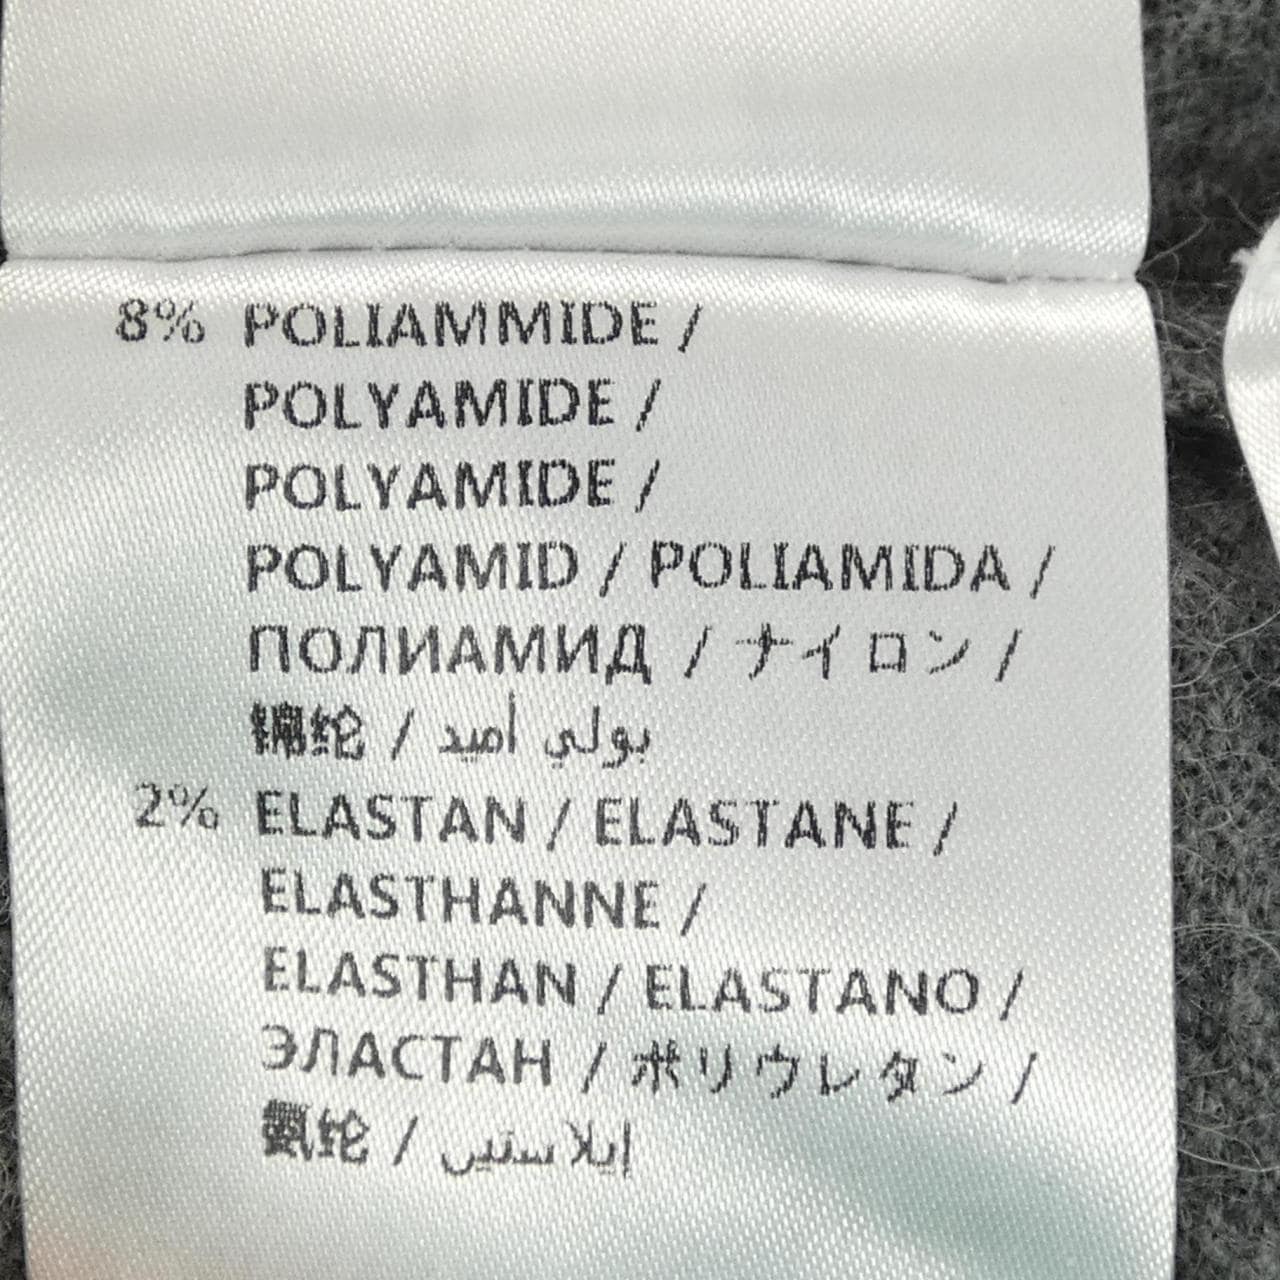 8% POLIAMMIDE /
POLYAMIDE /
POLYAMIDE /
POLYAMID / POLIAMIDA /
ПОЛИАМИД / ナイロン /
锦纶 / بولي أميد
2% ELASTAN / ELASTANE /
ELASTHANNE /
ELASTHAN / ELASTANO /
ЭЛАСТАН / ポリウレタン /
氨纶 / إيلاستين